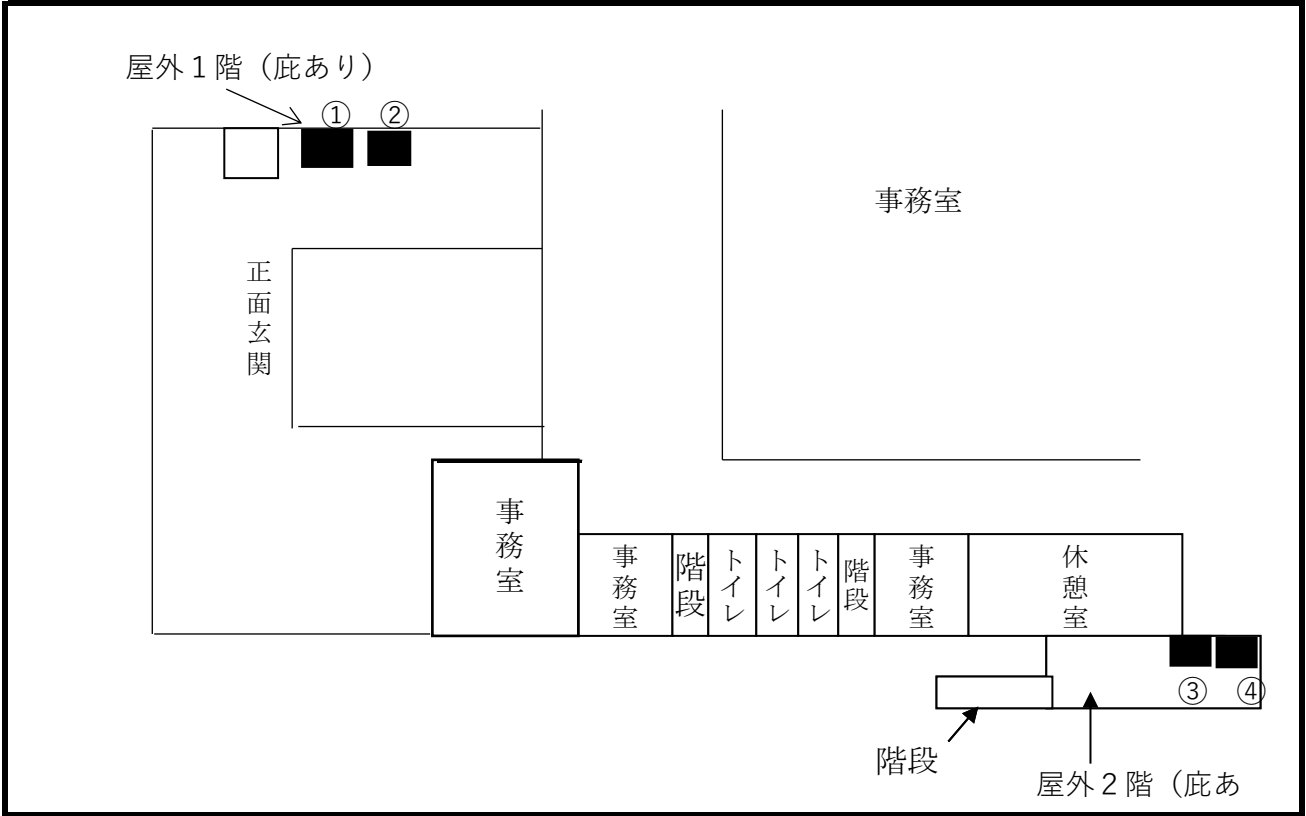 屋外１階（庇あり）
① ②
事務室
正面玄関
事務室
事務室
階段
トイレ
トイレ
トイレ
階段
事務室
休憩室
③ ④
階段
屋外２階（庇あ